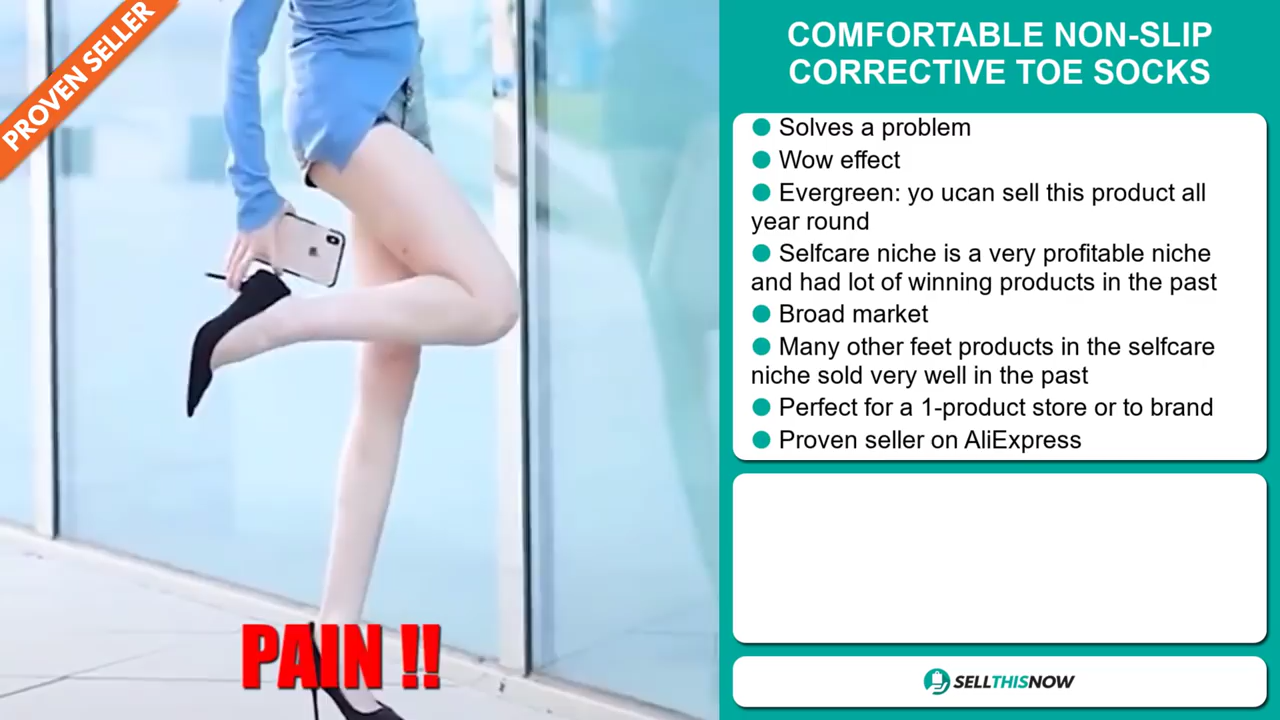 PROVEN SELLER
COMFORTABLE NON-SLIP
CORRECTIVE TOE SOCKS
● Solves a problem
● Wow effect
● Evergreen: yo ucan sell this product all
year round
● Selfcare niche is a very profitable niche
and had lot of winning products in the past
● Broad market
● Many other feet products in the selfcare
niche sold very well in the past
● Perfect for a 1-product store or to brand
● Proven seller on AliExpress
PAIN !!
SELLTHISNOW